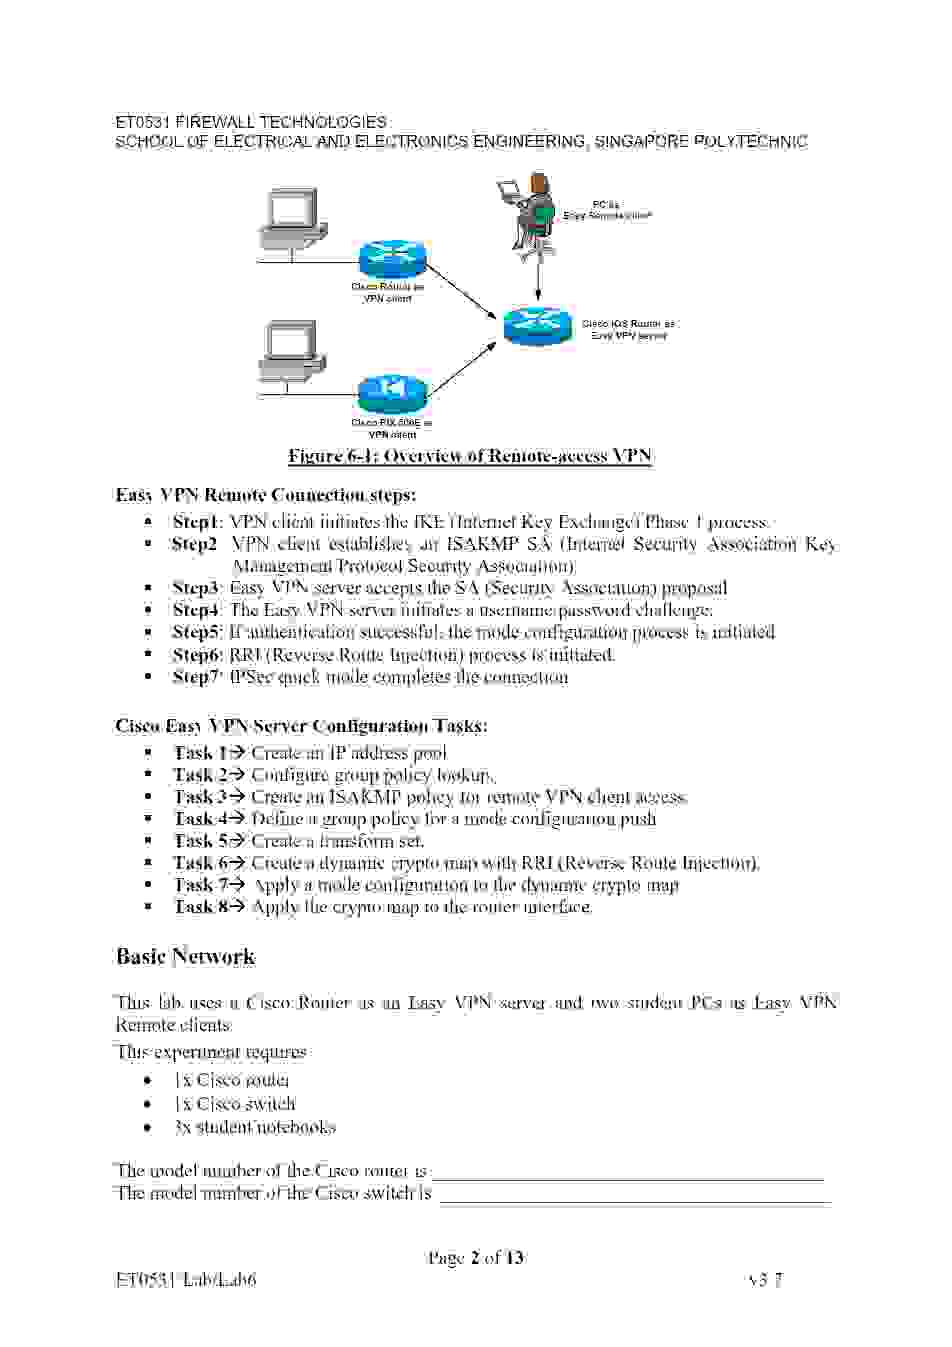 ET0531 FIREWALL TECHNOLOGIES
SCHOOL OF ELECTRICAL AND ELECTRONICS ENGINEERING, SINGAPORE POLYTECHNIC
PC as
Easy Remote client
Cisco Router as
VPN client
Cisco IOS Router as
Easy VPN server
Cisco PIX 506E as
VPN client
Figure 6-1: Overview of Remote-access VPN
Easy VPN Remote Connection steps:
▪ Step1: VPN client initiates the IKE (Internet Key Exchange) Phase 1 process.
▪ Step2: VPN client establishes an ISAKMP SA (Internet Security Association Key
Management Protocol Security Association).
▪ Step3: Easy VPN server accepts the SA (Security Association) proposal
▪ Step4: The Easy VPN server initiates a username/password challenge.
▪ Step5: If authentication successful, the mode configuration process is initiated
▪ Step6: RRI (Reverse Route Injection) process is initiated.
▪ Step7: IPSec quick mode completes the connection
Cisco Easy VPN Server Configuration Tasks:
▪ Task 1→ Create an IP address pool
▪ Task 2→ Configure group policy lookup.
▪ Task 3→ Create an ISAKMP policy for remote VPN client access.
▪ Task 4→ Define a group policy for a mode configuration push
▪ Task 5→ Create a transform set.
▪ Task 6→ Create a dynamic crypto map with RRI (Reverse Route Injection).
▪ Task 7→ Apply a mode configuration to the dynamic crypto map
▪ Task 8→ Apply the crypto map to the router interface.
Basic Network
This lab uses a Cisco Router as an Easy VPN server and two student PCs as Easy VPN
Remote clients.
This experiment requires
• 1x Cisco router
• 1x Cisco switch
• 3x student notebooks
The model number of the Cisco router is
The model number of the Cisco switch is
Page 2 of 13
ET0531 Lab/Lab6 v3.7